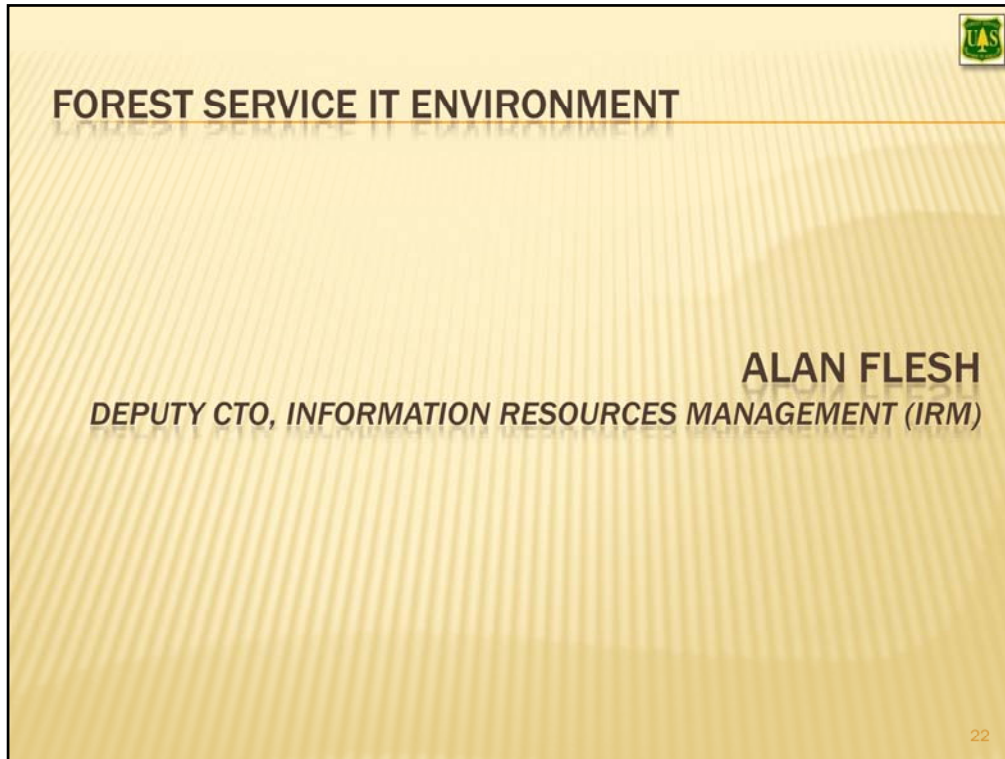 FOREST SERVICE IT ENVIRONMENT
ALAN FLESH
DEPUTY CTO, INFORMATION RESOURCES MANAGEMENT (IRM)
22